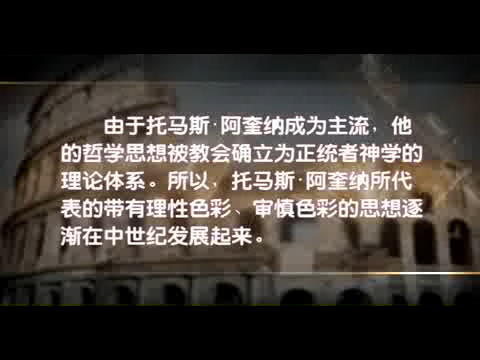 由于托马斯·阿奎纳成为主流，他
的哲学思想被教会确立为正统者神学的
理论体系。所以，托马斯·阿奎纳所代
表的带有理性色彩、审慎色彩的思想逐
渐在中世纪发展起来。